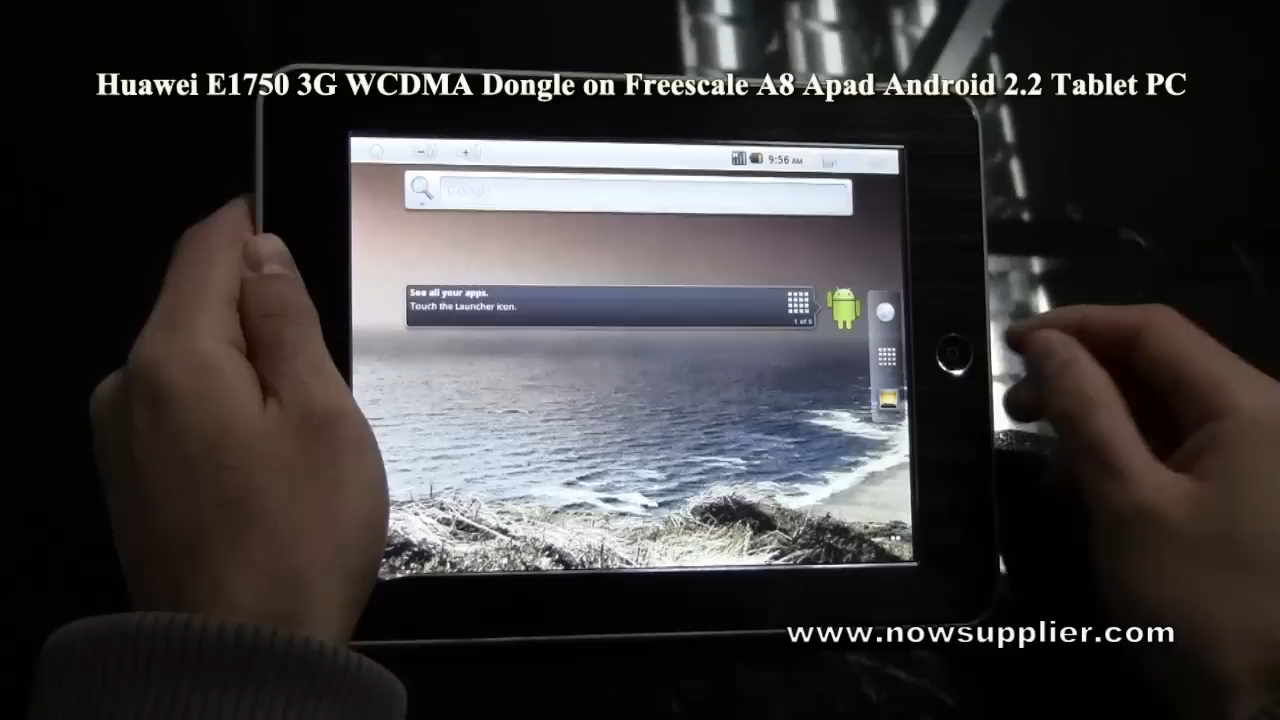 Huawei E1750 3G WCDMA Dongle on Freescale A8 Apad Android 2.2 Tablet PC
9:56 AM
Google
See all your apps.
Touch the Launcher icon.
1 of 6
www.nowsupplier.com